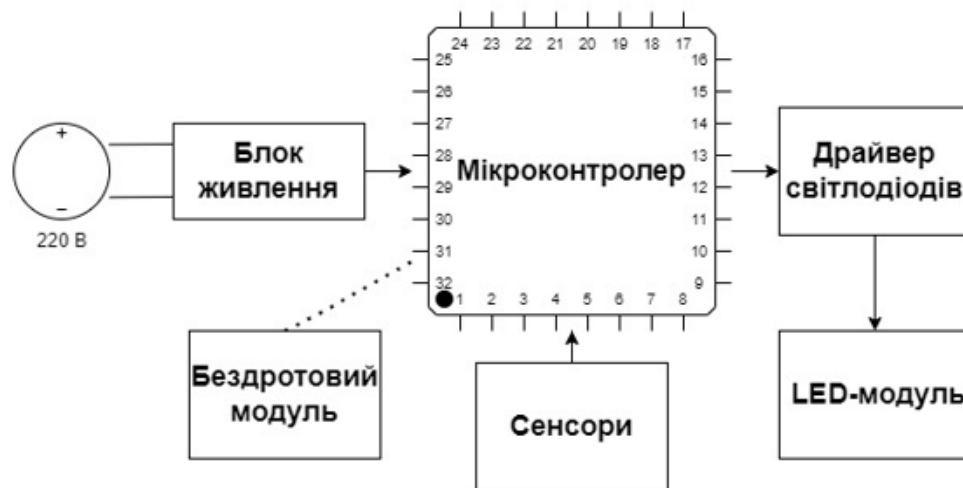 24 23 22 21 20 19 18 17
25 16
26 15
27 14
28 13
29 12
30 11
31 10
32 9
1 2 3 4 5 6 7 8
+
−
220 В
Блок
живлення
Мікроконтролер
Драйвер
світлодіодів
Бездротовий
модуль
Сенсори
LED-модуль